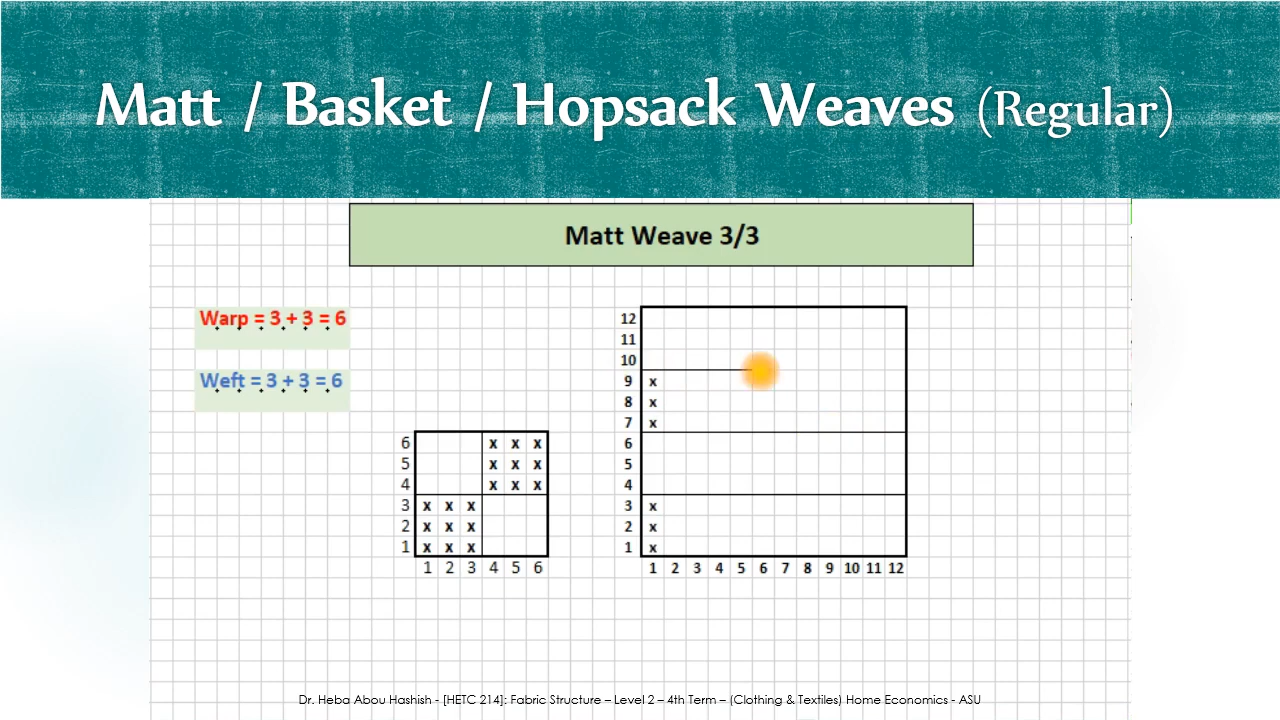 Matt / Basket / Hopsack Weaves (Regular)
Matt Weave 3/3
Warp = 3 + 3 = 6
Weft = 3 + 3 = 6
6 x x x
5 x x x
4 x x x
3 x x x
2 x x x
1 x x x
1 2 3 4 5 6
12
11
10
9 x
8 x
7 x
6
5
4
3 x
2 x
1 x
1 2 3 4 5 6 7 8 9 10 11 12
Dr. Heba Abou Hashish - [HETC 214]: Fabric Structure – Level 2 – 4th Term – (Clothing & Textiles) Home Economics - ASU